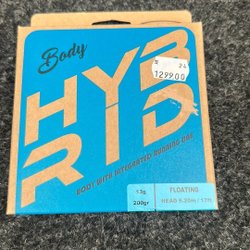 Body
24
1299.00
HYB
RID
BODY WITH INTEGRATED RUNNING LINE
13g
200gr
FLOATING
HEAD 5.20m / 17ft